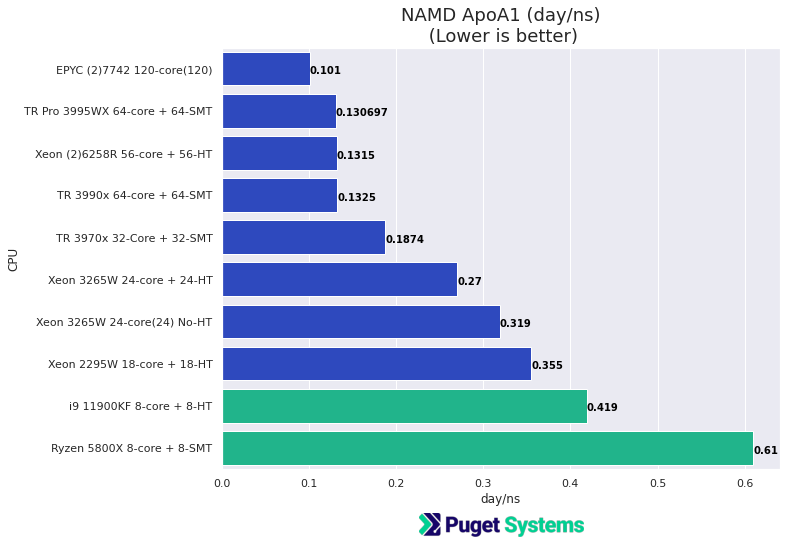 NAMD ApoA1 (day/ns)
(Lower is better)
CPU
EPYC (2)7742 120-core(120)
0.101
TR Pro 3995WX 64-core + 64-SMT
0.130697
Xeon (2)6258R 56-core + 56-HT
0.1315
TR 3990x 64-core + 64-SMT
0.1325
TR 3970x 32-Core + 32-SMT
0.1874
Xeon 3265W 24-core + 24-HT
0.27
Xeon 3265W 24-core(24) No-HT
0.319
Xeon 2295W 18-core + 18-HT
0.355
i9 11900KF 8-core + 8-HT
0.419
Ryzen 5800X 8-core + 8-SMT
0.61
0.0 0.1 0.2 0.3 0.4 0.5 0.6
day/ns
Puget Systems